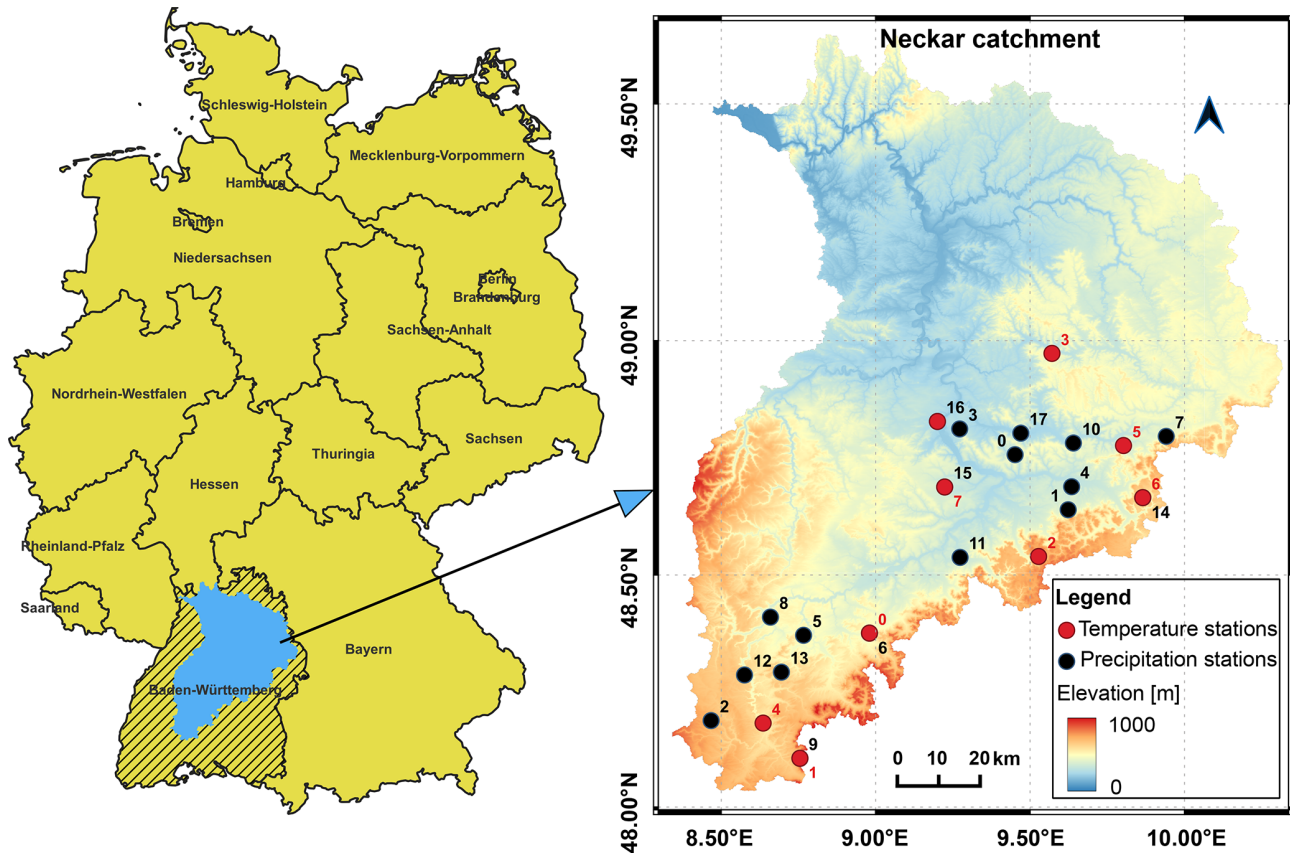 Schleswig-Holstein
Mecklenburg-Vorpommern
Hamburg
Bremen
Niedersachsen
Berlin
Brandenburg
Sachsen-Anhalt
Nordrhein-Westfalen
Sachsen
Thuringia
Hessen
Rheinland-Pfalz
Saarland
Bayern
Baden-Württemberg
Neckar catchment
49.50°N
49.00°N
48.50°N
48.00°N
3
16
3
17
0
10
5
7
15
7
4
1
6
14
11
2
8
5
0
6
12
13
2
4
9
1
0 10 20 km
Legend
Temperature stations
Precipitation stations
Elevation [m]
1000
0
8.50°E 9.00°E 9.50°E 10.00°E